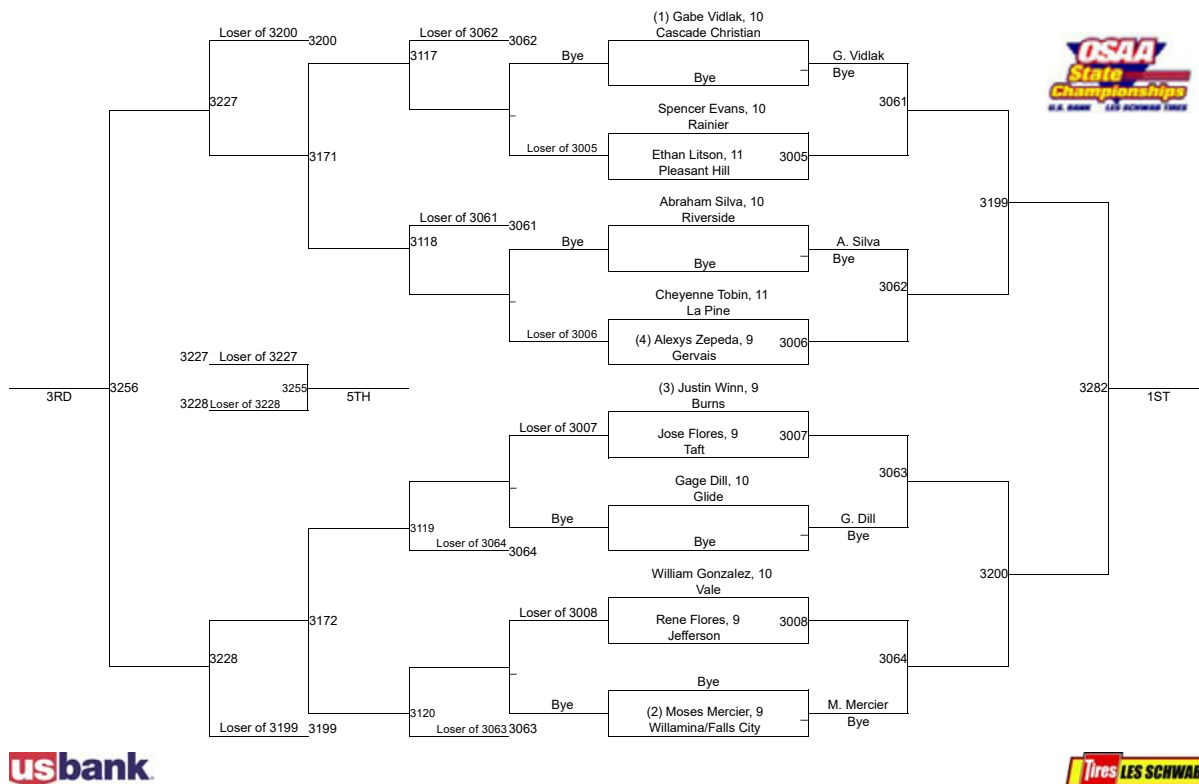 (1) Gabe Vidlak, 10
Cascade Christian
Loser of 3200
3200
Loser of 3062
3062
Bye
Bye
G. Vidlak
Bye
OSAA
State
Championships
U.S. BANK LES SCHWAB TIRES
3117
3227
3061
Spencer Evans, 10
Rainier
3171
Loser of 3005
Ethan Litson, 11
Pleasant Hill
3005
Abraham Silva, 10
Riverside
3199
Loser of 3061
3061
3118
Bye
Bye
A. Silva
Bye
3062
Cheyenne Tobin, 11
La Pine
Loser of 3006
(4) Alexys Zepeda, 9
Gervais
3006
3227
Loser of 3227
3RD
3256
3255
5TH
3228
Loser of 3228
(3) Justin Winn, 9
Burns
3282
1ST
Loser of 3007
Jose Flores, 9
Taft
3007
3063
Gage Dill, 10
Glide
3119
Bye
Bye
G. Dill
Bye
Loser of 3064
3064
3200
William Gonzalez, 10
Vale
3172
Loser of 3008
Rene Flores, 9
Jefferson
3008
3228
3064
Bye
3120
Bye
(2) Moses Mercier, 9
Willamina/Falls City
M. Mercier
Bye
Loser of 3199
3199
Loser of 3063
3063
usbank
Tires LES SCHWAB